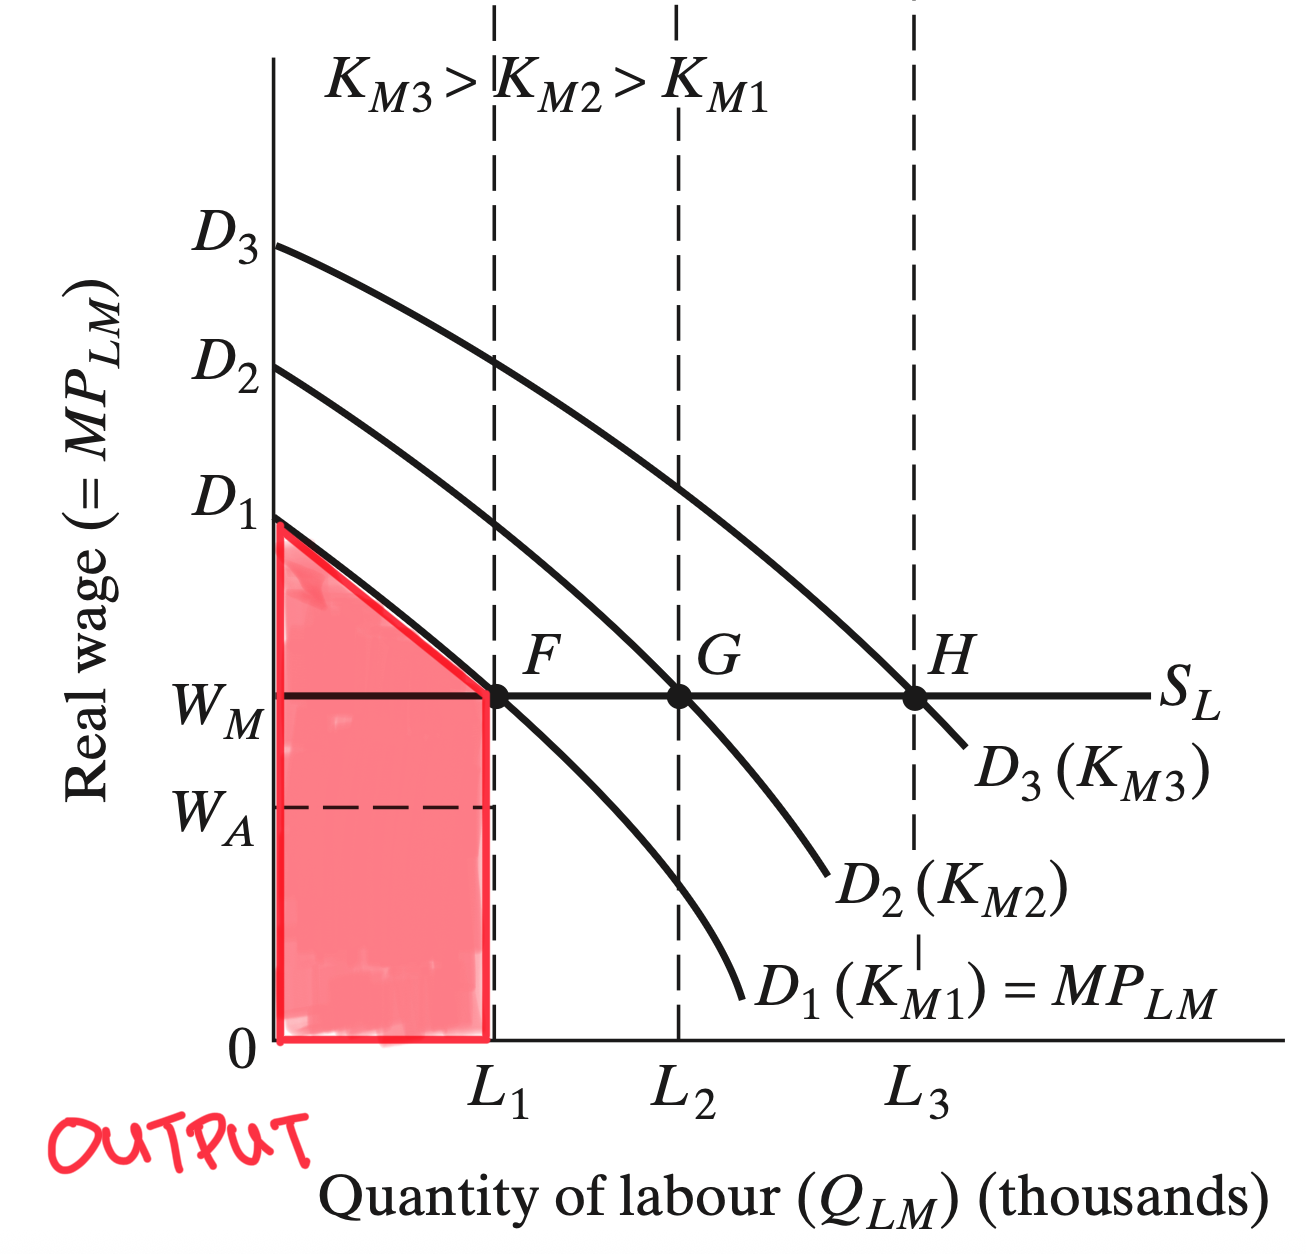 K_M3 > K_M2 > K_M1
D_3
D_2
D_1
Real wage (= MP_LM)
F
G
H
W_M
S_L
D_3 (K_M3)
W_A
D_2 (K_M2)
D_1 (K_M1) = MP_LM
0
L_1
L_2
L_3
OUTPUT
Quantity of labour (Q_LM) (thousands)